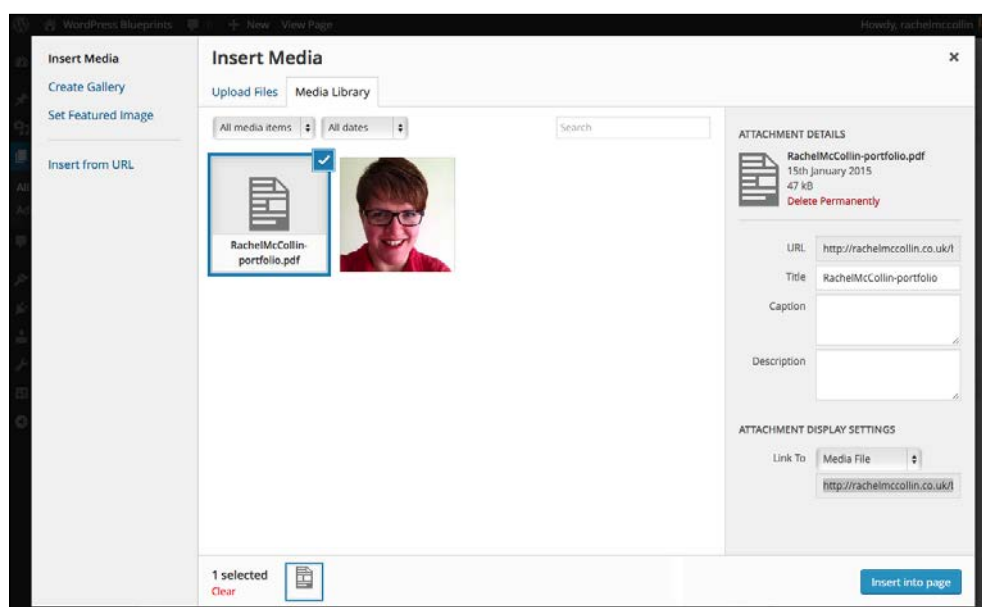 WordPress Blueprints
New
View Page
Howdy, rachelmccollin
Insert Media
Create Gallery
Set Featured Image
Insert from URL
Insert Media
×
Upload Files
Media Library
All media items
All dates
Search
RachelMcCollin-
portfolio.pdf
ATTACHMENT DETAILS
RachelMcCollin-portfolio.pdf
15th January 2015
47 kB
Delete Permanently
URL
http://rachelmccollin.co.uk/
Title
RachelMcCollin-portfolio
Caption
Description
ATTACHMENT DISPLAY SETTINGS
Link To
Media File
http://rachelmccollin.co.uk/
1 selected
Clear
Insert into page